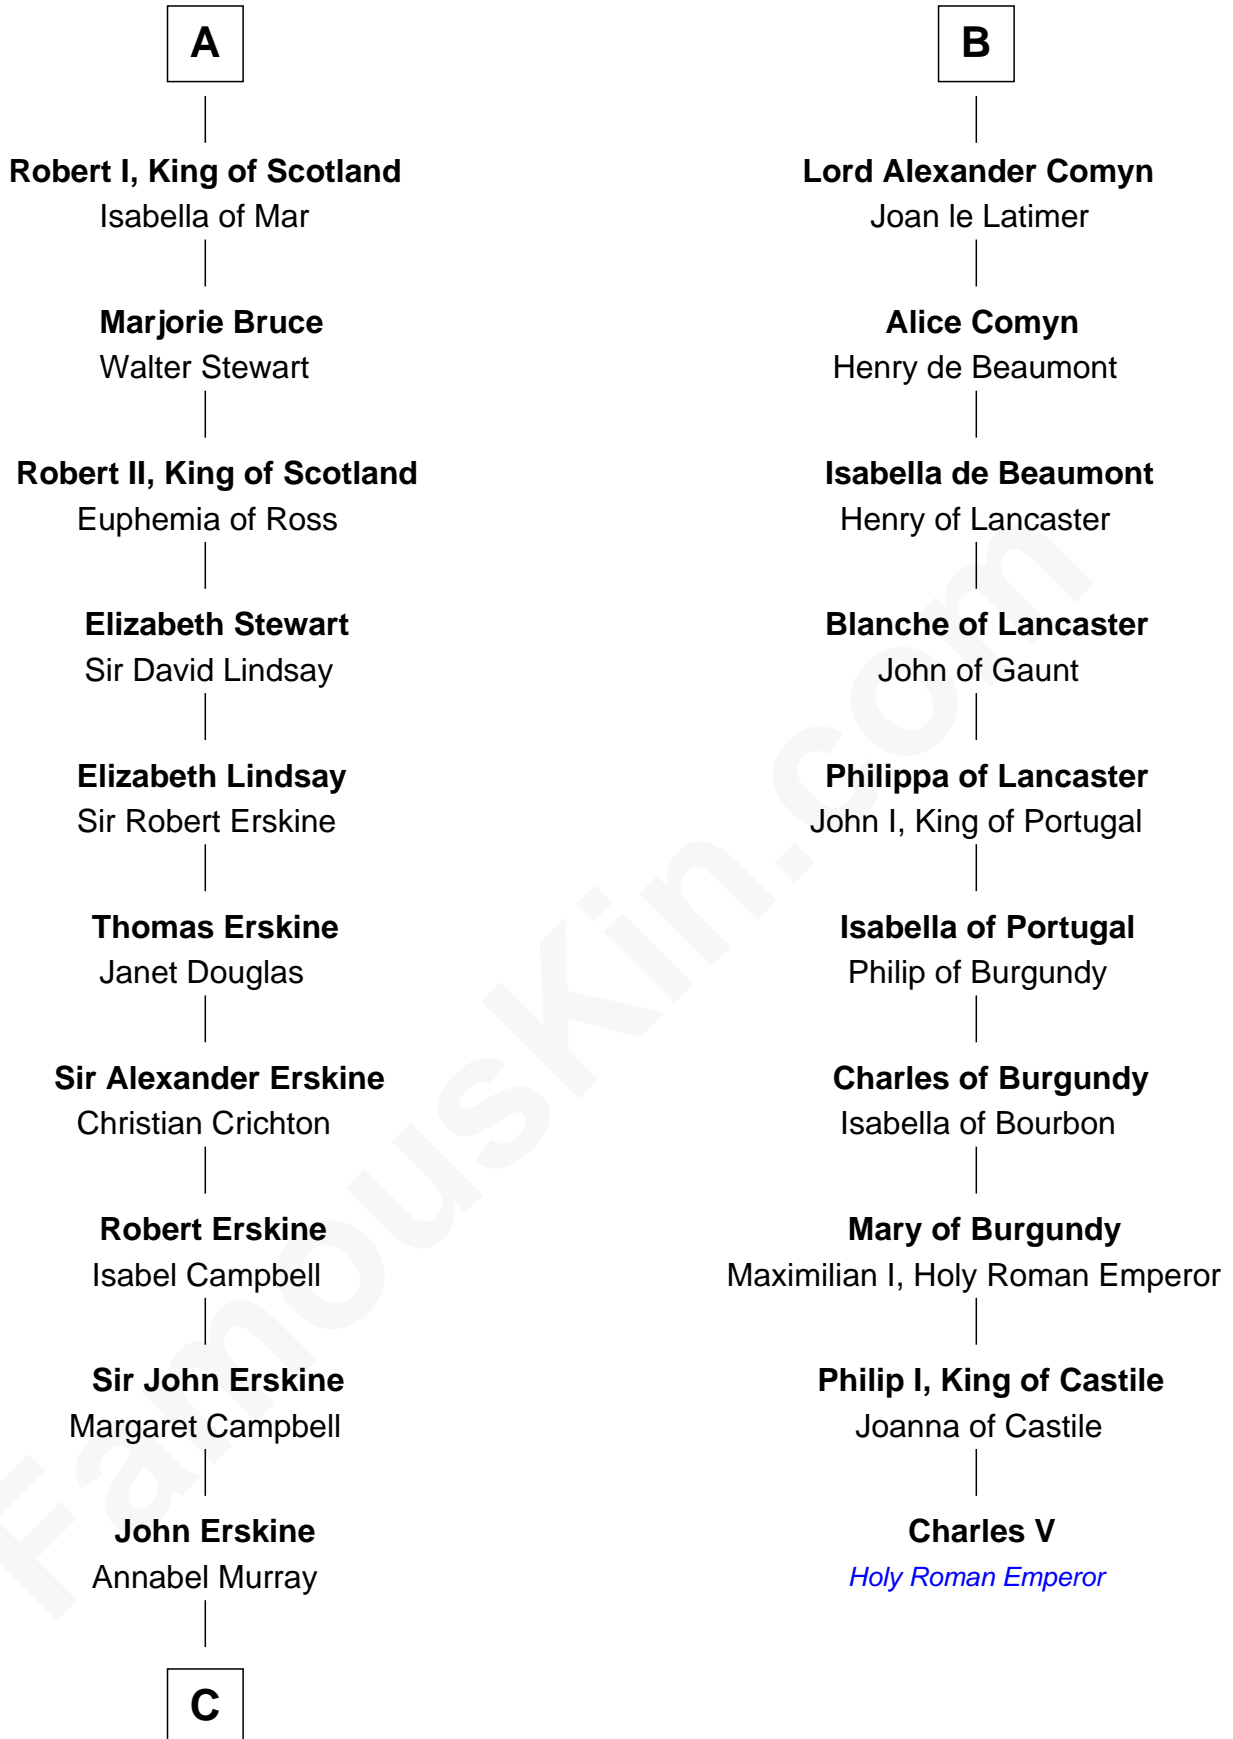 A
Robert I, King of Scotland
Isabella of Mar
Marjorie Bruce
Walter Stewart
Robert II, King of Scotland
Euphemia of Ross
Elizabeth Stewart
Sir David Lindsay
Elizabeth Lindsay
Sir Robert Erskine
Thomas Erskine
Janet Douglas
Sir Alexander Erskine
Christian Crichton
Robert Erskine
Isabel Campbell
Sir John Erskine
Margaret Campbell
John Erskine
Annabel Murray
C
B
Lord Alexander Comyn
Joan le Latimer
Alice Comyn
Henry de Beaumont
Isabella de Beaumont
Henry of Lancaster
Blanche of Lancaster
John of Gaunt
Philippa of Lancaster
John I, King of Portugal
Isabella of Portugal
Philip of Burgundy
Charles of Burgundy
Isabella of Bourbon
Mary of Burgundy
Maximilian I, Holy Roman Emperor
Philip I, King of Castile
Joanna of Castile
Charles V
Holy Roman Emperor
FamousKin.com